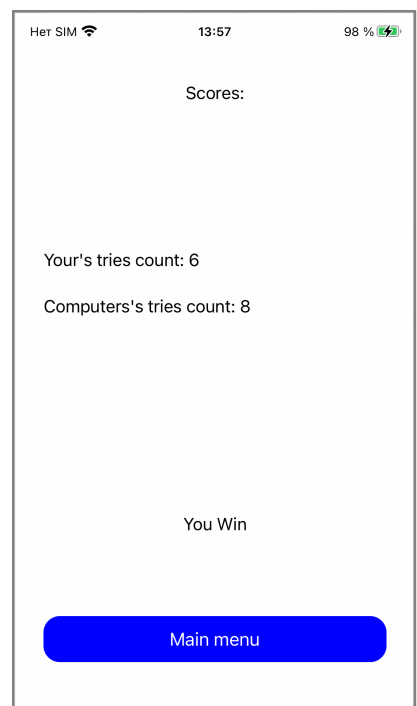 Нет SIM 13:57 98 %
Scores:
Your's tries count: 6
Computers's tries count: 8
You Win
Main menu